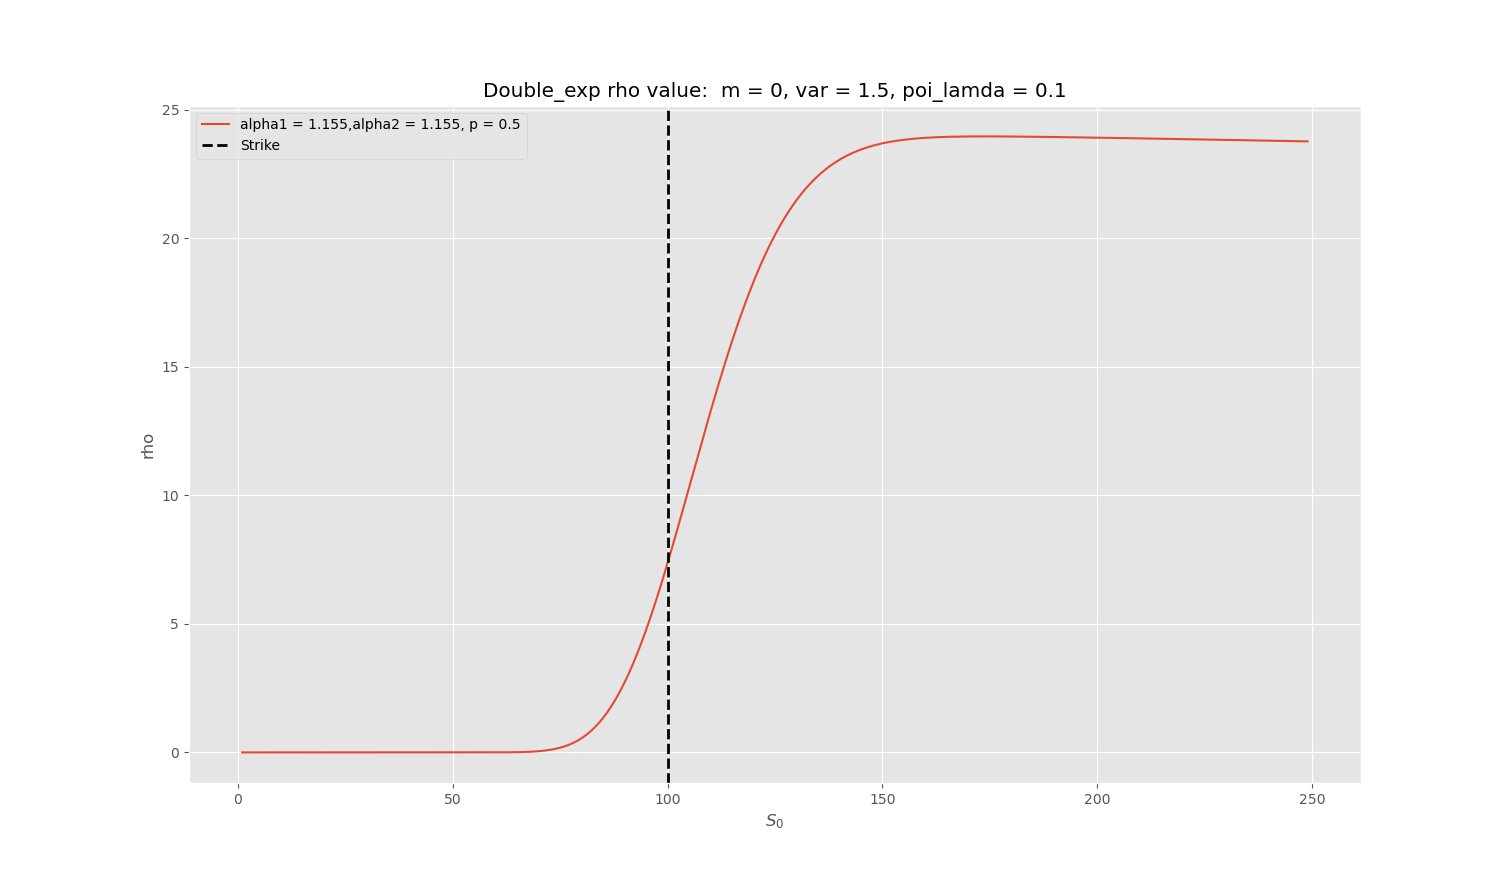 Double_exp rho value:  m = 0, var = 1.5, poi_lamda = 0.1
alpha1 = 1.155,alpha2 = 1.155, p = 0.5
Strike
25
20
15
10
5
0
rho
0 50 100 150 200 250
S0